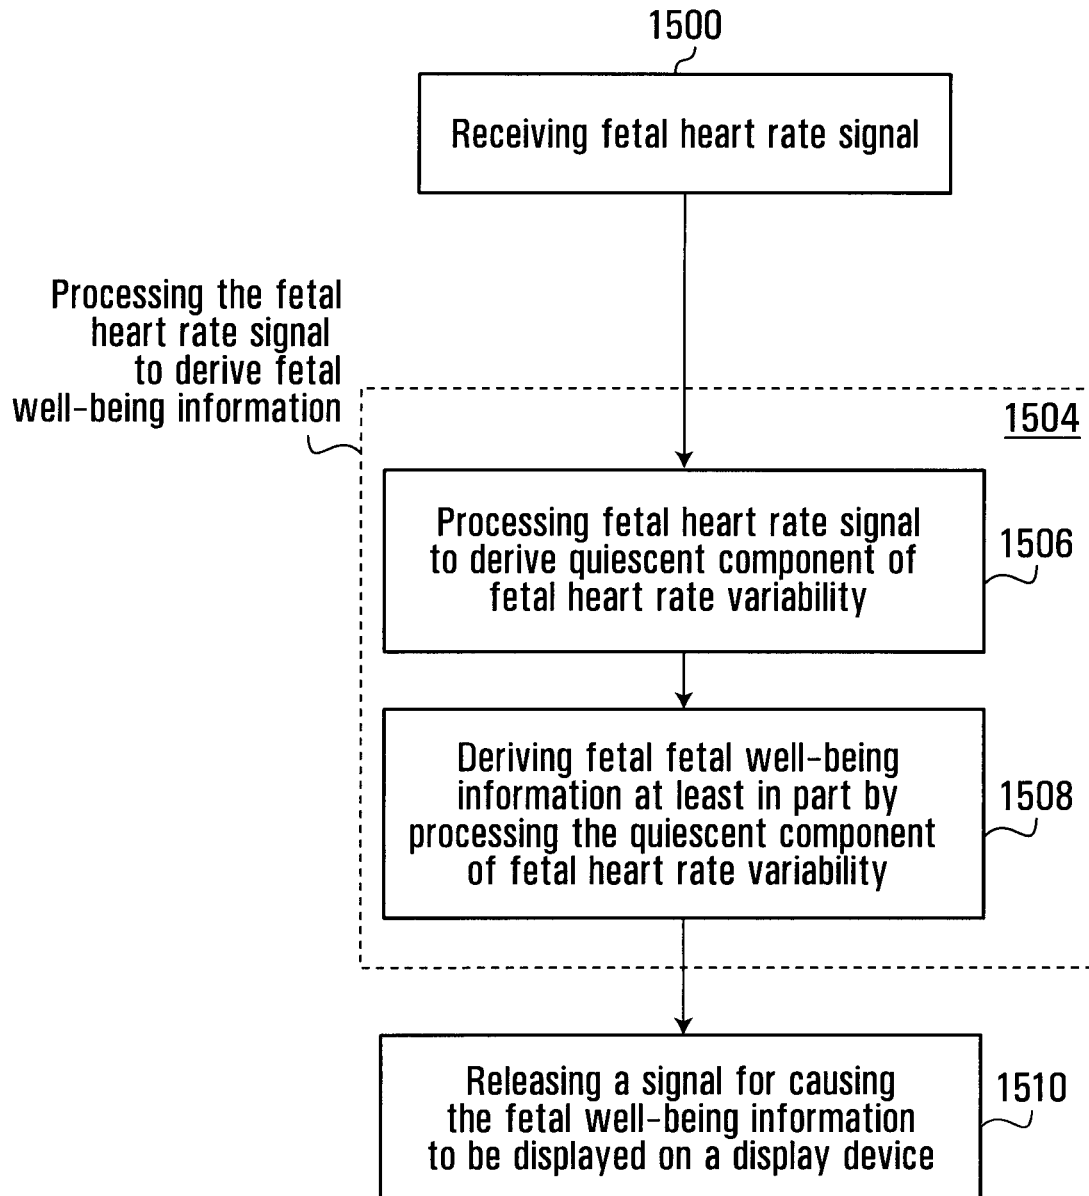 1500
Receiving fetal heart rate signal
Processing the fetal
heart rate signal
to derive fetal
well-being information
1504
Processing fetal heart rate signal
to derive quiescent component of
fetal heart rate variability
1506
Deriving fetal fetal well-being
information at least in part by
processing the quiescent component
of fetal heart rate variability
1508
Releasing a signal for causing
the fetal well-being information
to be displayed on a display device
1510